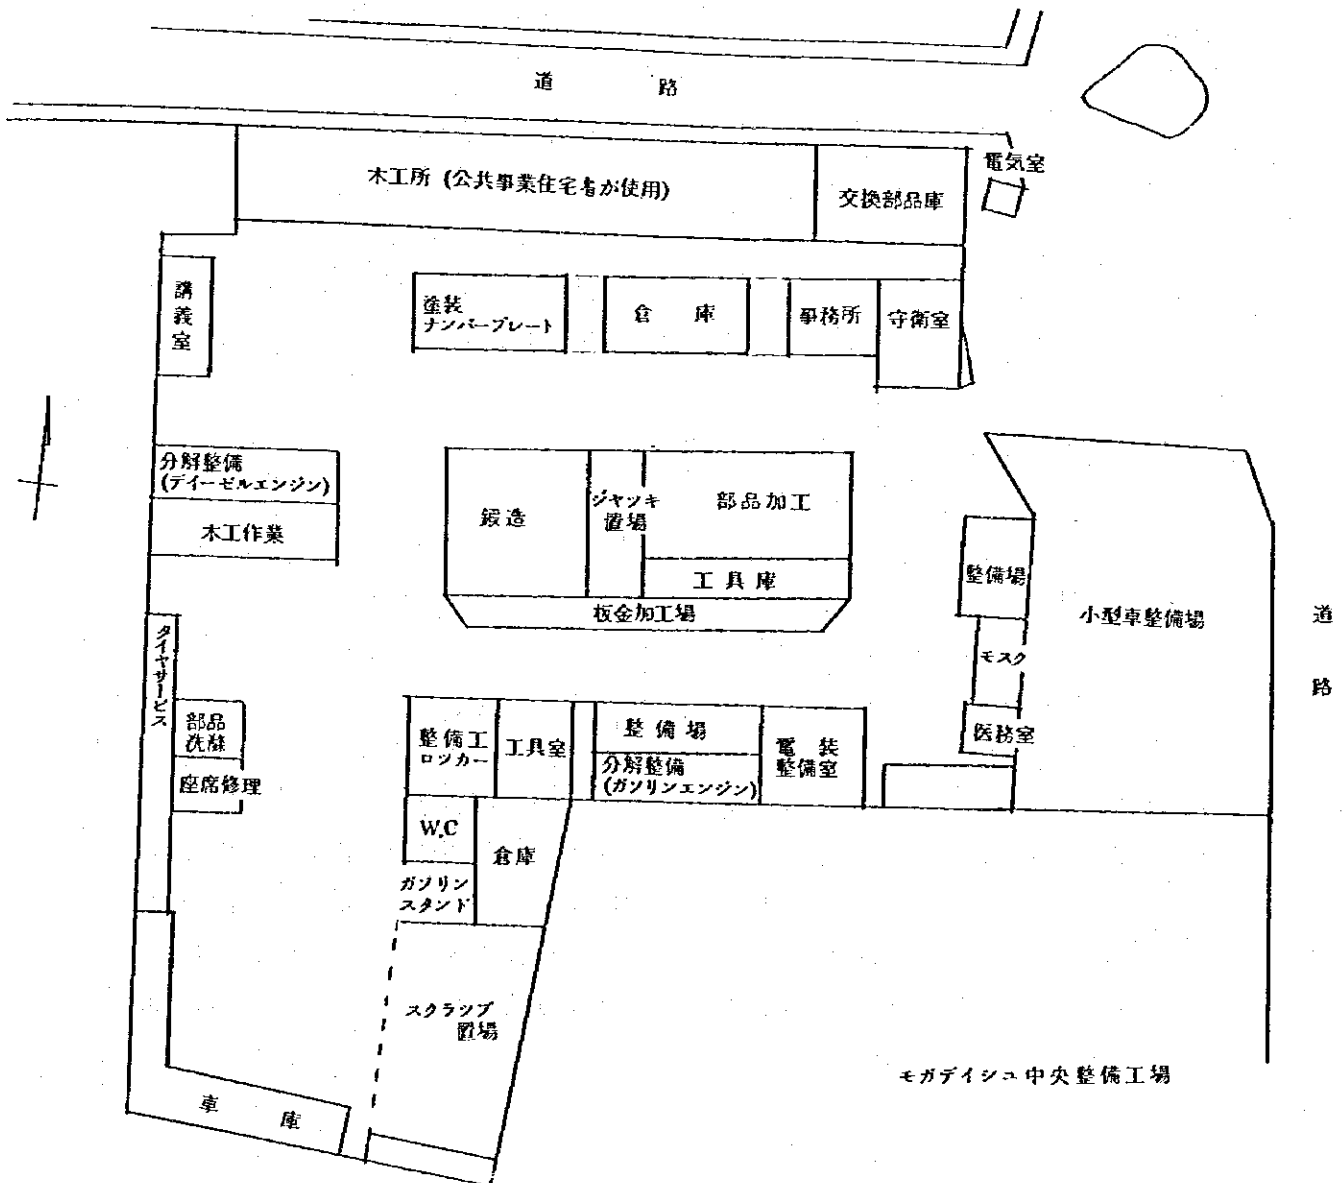 道路
電気室
木工所 (公共事業住宅省が使用)
交換部品庫
講義室
塗装
ナンバープレート
倉庫
事務所
守衛室
分解整備
(デイーゼルエンジン)
木工作業
鍛造
ジヤツキ
置場
部品加工
工具庫
板金加工場
整備場
小型車整備場
道路
モスク
医務室
タイヤサービス
部品
洗滌
座席修理
整備工
ロツカー
工具室
整備場
分解整備
(ガソリンエンジン)
電装
整備室
W.C
倉庫
ガソリン
スタンド
スクラツプ
置場
車庫
モガデイシユ中央整備工場